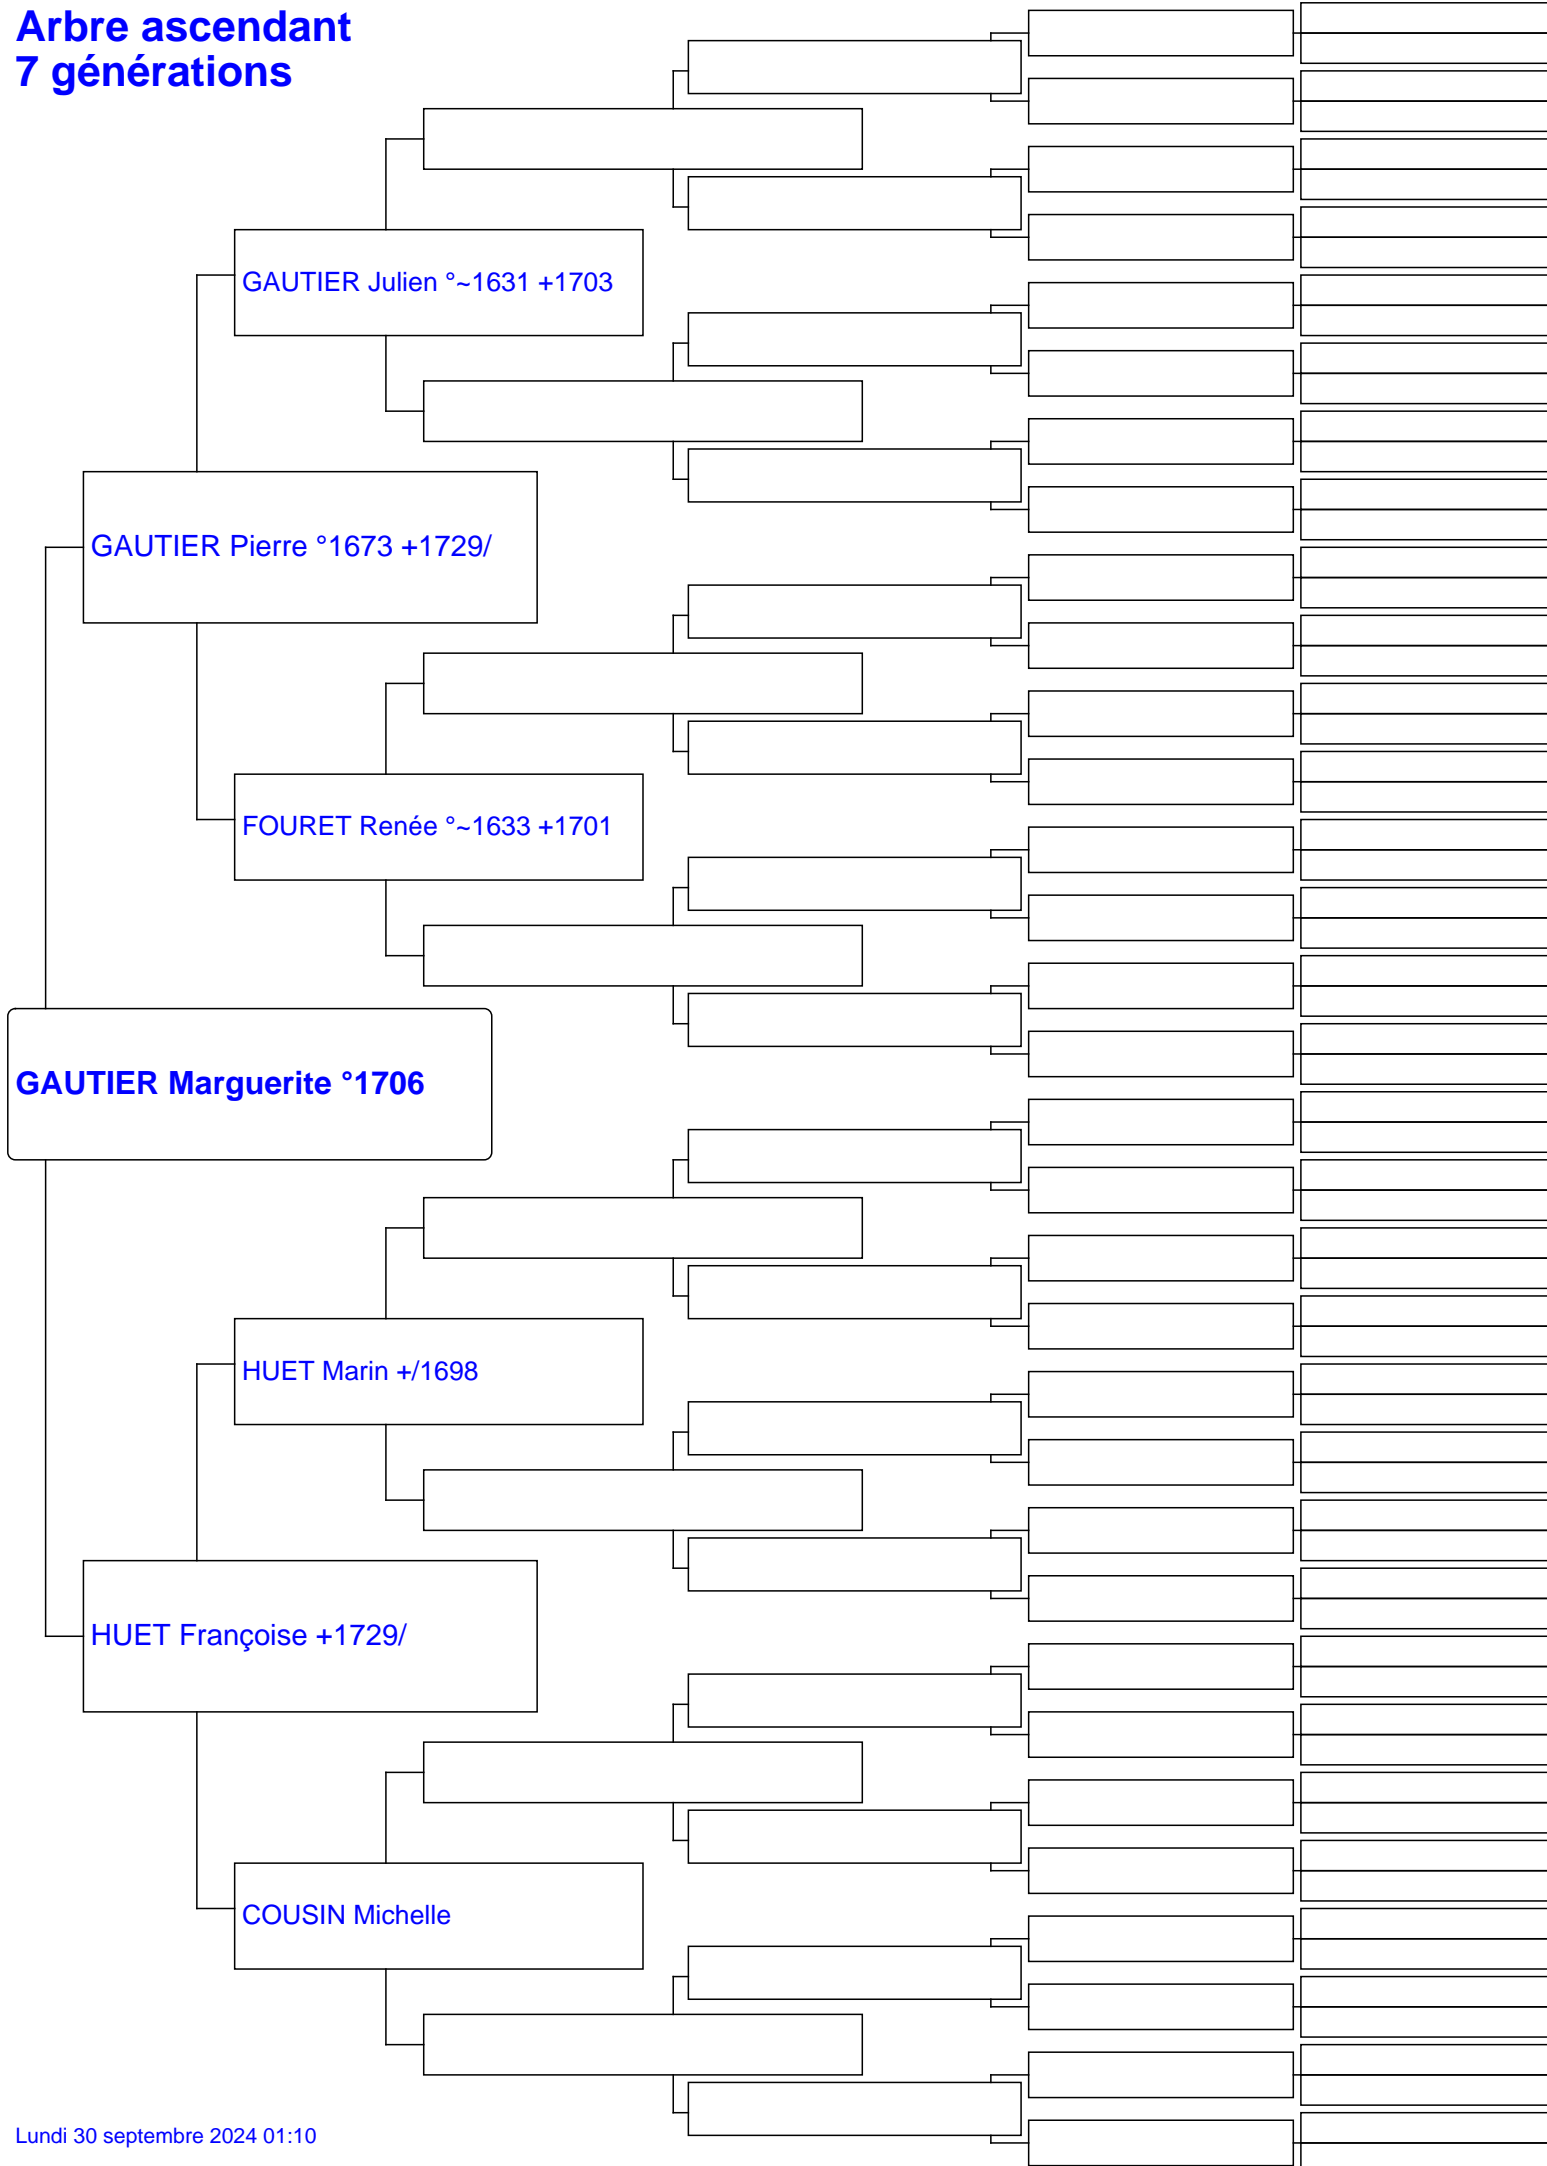 Arbre ascendant
7 générations
GAUTIER Julien °~1631 +1703
GAUTIER Pierre °1673 +1729/
FOURET Renée °~1633 +1701
GAUTIER Marguerite °1706
HUET Marin +/1698
HUET Françoise +1729/
COUSIN Michelle
Lundi 30 septembre 2024 01:10